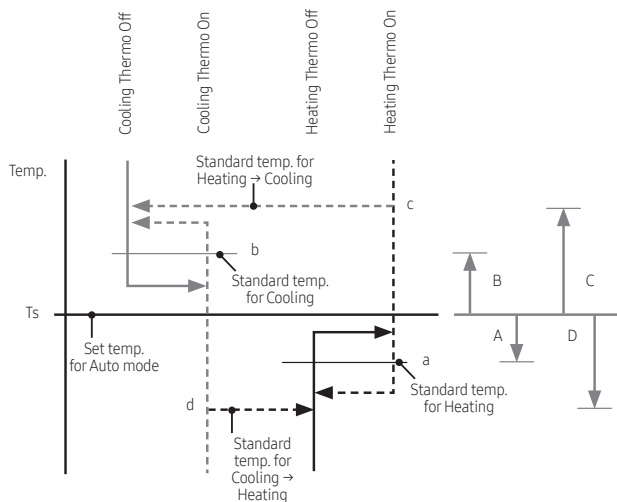 Cooling Thermo Off
Cooling Thermo On
Heating Thermo Off
Heating Thermo On
Temp.
Standard temp. for
Heating → Cooling
c
b
Standard temp.
for Cooling
B
C
Ts
Set temp.
for Auto mode
A
D
a
Standard temp.
for Heating
d
Standard
temp. for
Cooling →
Heating